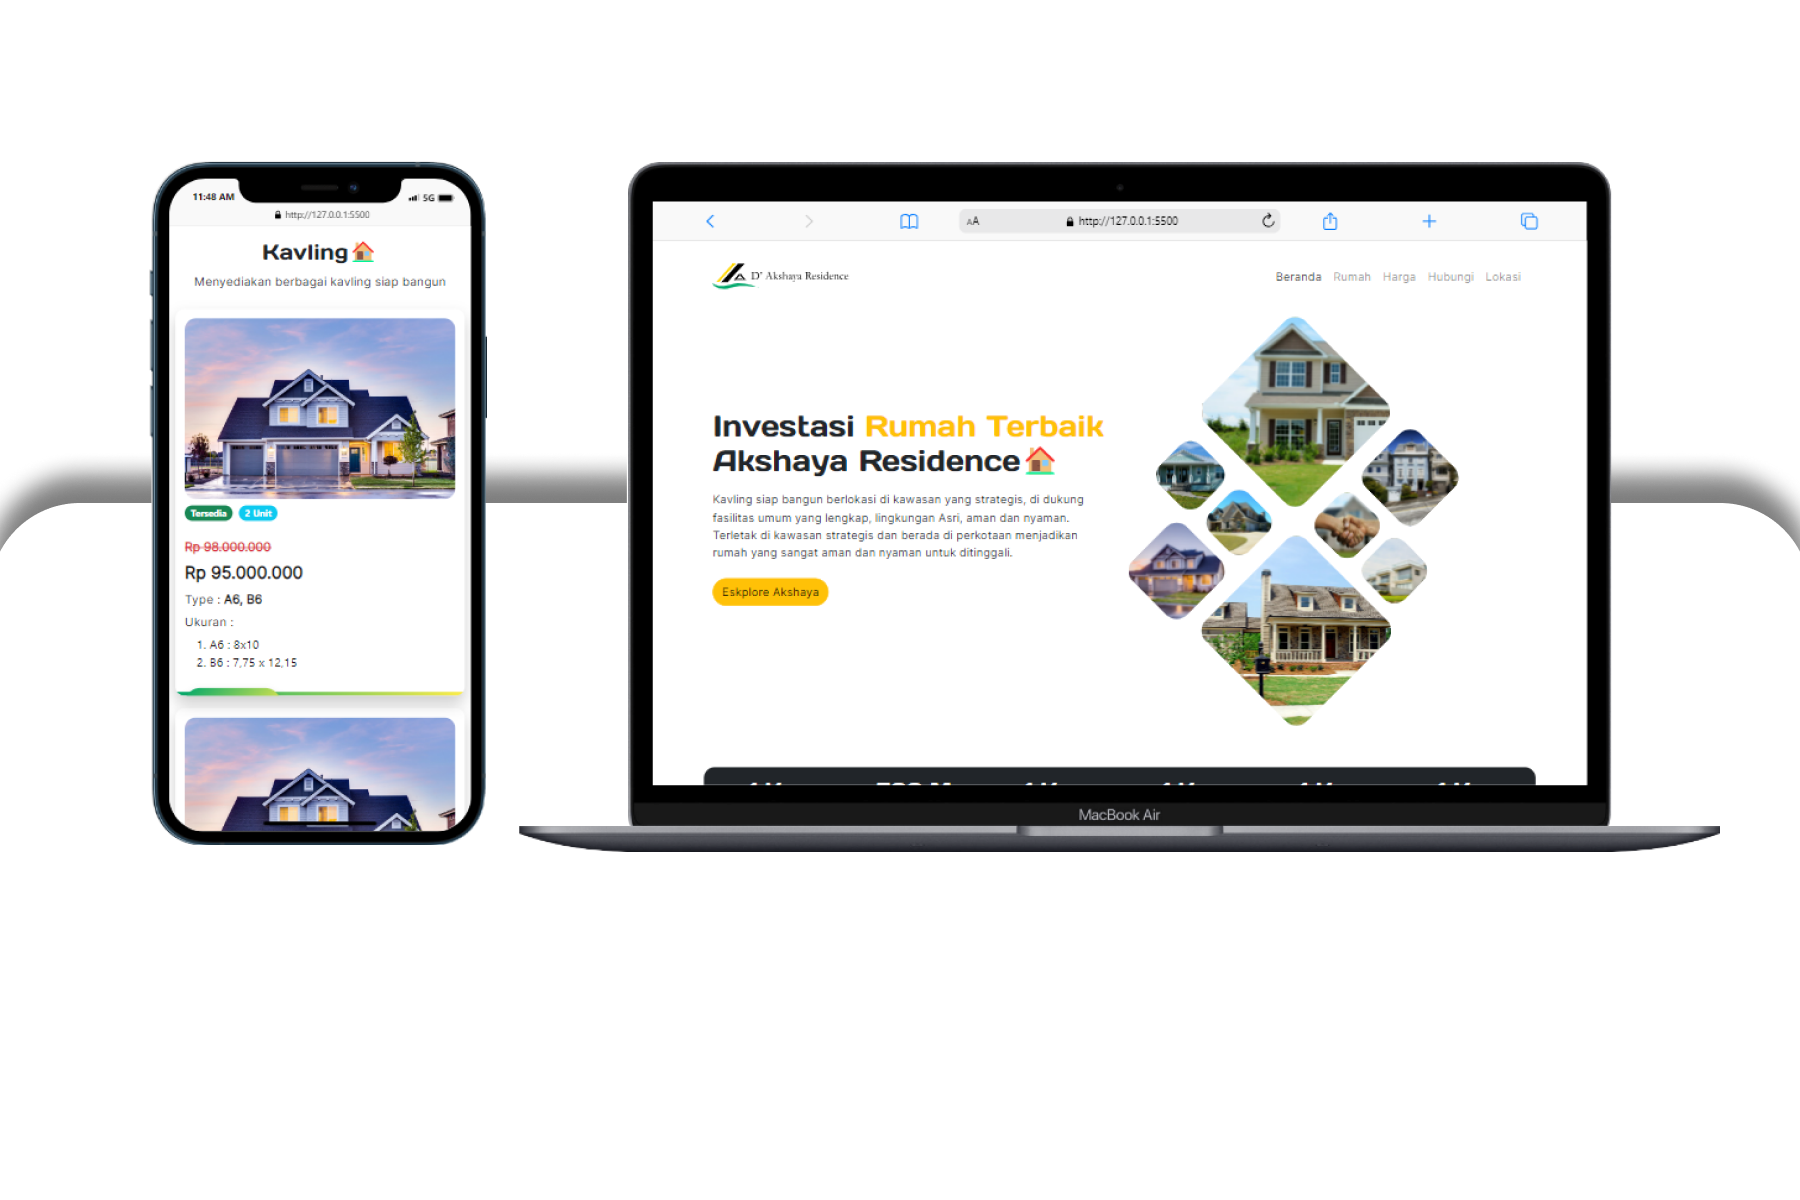 11:48 AM
5G
http://127.0.0.1:5500
Kavling
Menyediakan berbagai kavling siap bangun
Tersedia
2 Unit
Rp 98.000.000
Rp 95.000.000
Type : A6, B6
Ukuran :
1. A6 : 8x10
2. B6 : 7,75 x 12,15
AA
http://127.0.0.1:5500
D' Akshaya Residence
Beranda Rumah Harga Hubungi Lokasi
Investasi Rumah Terbaik
Akshaya Residence
Kavling siap bangun berlokasi di kawasan yang strategis, di dukung
fasilitas umum yang lengkap, lingkungan Asri, aman dan nyaman.
Terletak di kawasan strategis dan berada di perkotaan menjadikan
rumah yang sangat aman dan nyaman untuk ditinggali.
Eskplore Akshaya
MacBook Air